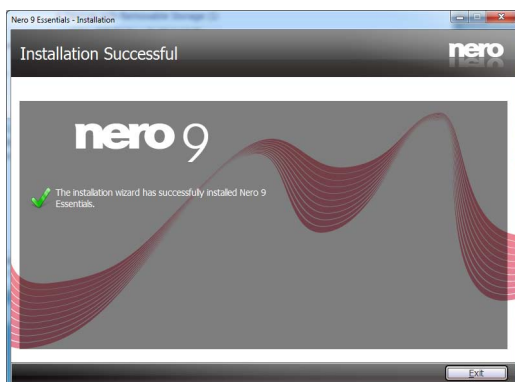 Nero 9 Essentials - Installation
Installation Successful
nero
nero 9
The installation wizard has successfully installed Nero 9
Essentials.
Exit